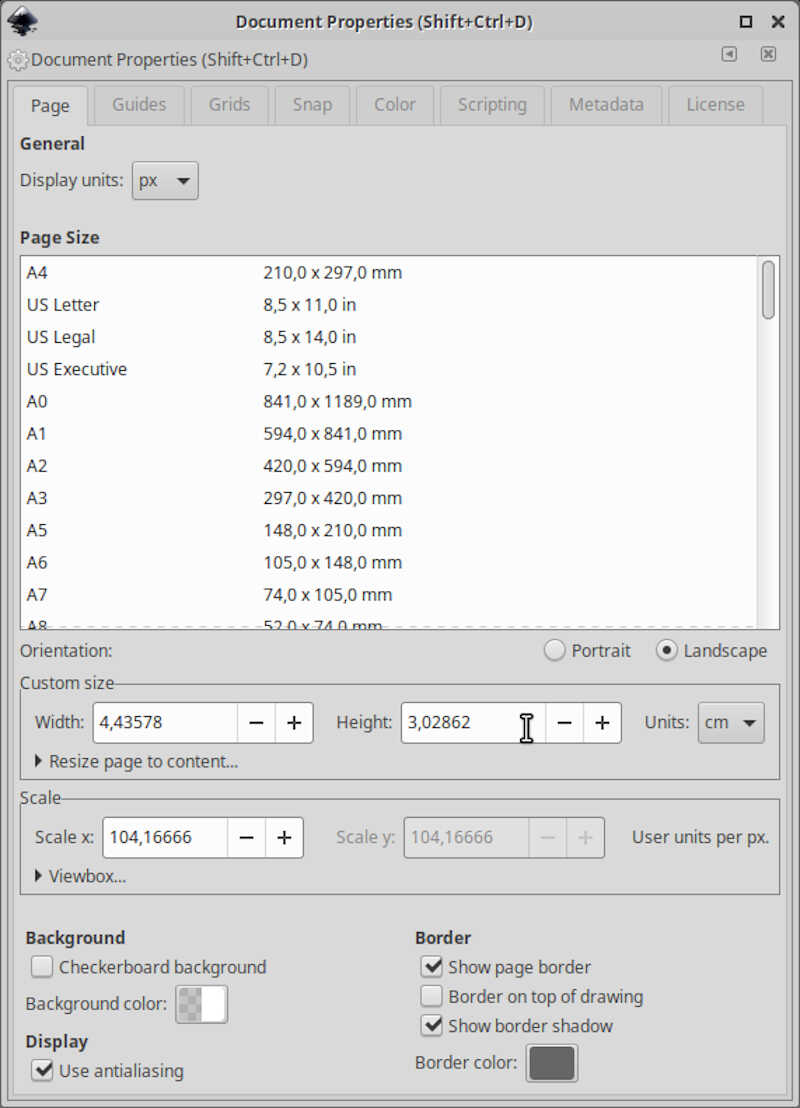 Document Properties (Shift+Ctrl+D)
Document Properties (Shift+Ctrl+D)
Page Guides Grids Snap Color Scripting Metadata License
General
Display units: px
Page Size
A4 210,0 x 297,0 mm
US Letter 8,5 x 11,0 in
US Legal 8,5 x 14,0 in
US Executive 7,2 x 10,5 in
A0 841,0 x 1189,0 mm
A1 594,0 x 841,0 mm
A2 420,0 x 594,0 mm
A3 297,0 x 420,0 mm
A5 148,0 x 210,0 mm
A6 105,0 x 148,0 mm
A7 74,0 x 105,0 mm
A8 52,0 x 74,0 mm
Orientation: Portrait Landscape
Custom size
Width: 4,43578 − + Height: 3,02862 − + Units: cm
Resize page to content...
Scale
Scale x: 104,16666 − + Scale y: 104,16666 − + User units per px.
Viewbox...
Background Border
Checkerboard background Show page border
Background color: Border on top of drawing
Display Show border shadow
Use antialiasing Border color: